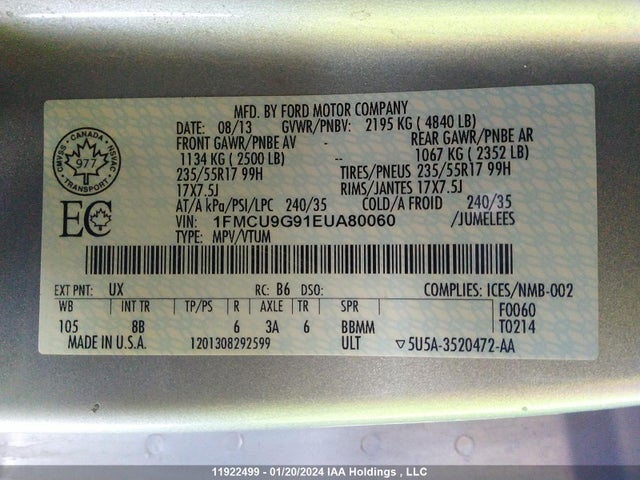 MFD. BY FORD MOTOR COMPANY
DATE: 08/13 GVWR/PNBV: 2195 KG ( 4840 LB)
FRONT GAWR/PNBE AV - REAR GAWR/PNBE AR
1134 KG ( 2500 LB) -- 1067 KG ( 2352 LB)
235/55R17 99H TIRES/PNEUS 235/55R17 99H
17X7.5J RIMS/JANTES 17X7.5J
AT/A kPa/PSI/LPC 240/35 COLD/A FROID 240/35
VIN: 1FMCU9G91EUA80060 /JUMELEES
TYPE: MPV/VTUM
CANADA
CMVSS NSVAC
977
TRANSPORT
EC
EXT PNT: UX RC: B6 DSO: COMPLIES: ICES/NMB-002
WB INT TR TP/PS R AXLE TR SPR F0060
105 8B 6 3A 6 BBMM T0214
MADE IN U.S.A. 1201308292599 ULT ▽5U5A-3520472-AA
11922499 - 01/20/2024 IAA Holdings , LLC